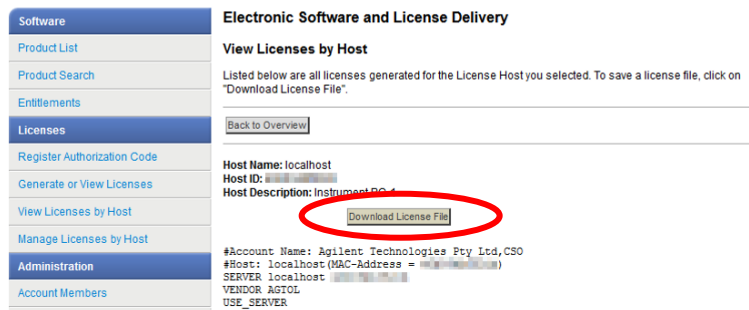 Software
Product List
Product Search
Entitlements
Licenses
Register Authorization Code
Generate or View Licenses
View Licenses by Host
Manage Licenses by Host
Administration
Account Members
Electronic Software and License Delivery
View Licenses by Host
Listed below are all licenses generated for the License Host you selected. To save a license file, click on
"Download License File".
Back to Overview
Host Name: localhost
Host ID:
Host Description: Instrument PC-1
Download License File
#Account Name: Agilent Technologies Pty Ltd,CSO
#Host: localhost(MAC-Address = )
SERVER localhost
VENDOR AGTOL
USE_SERVER